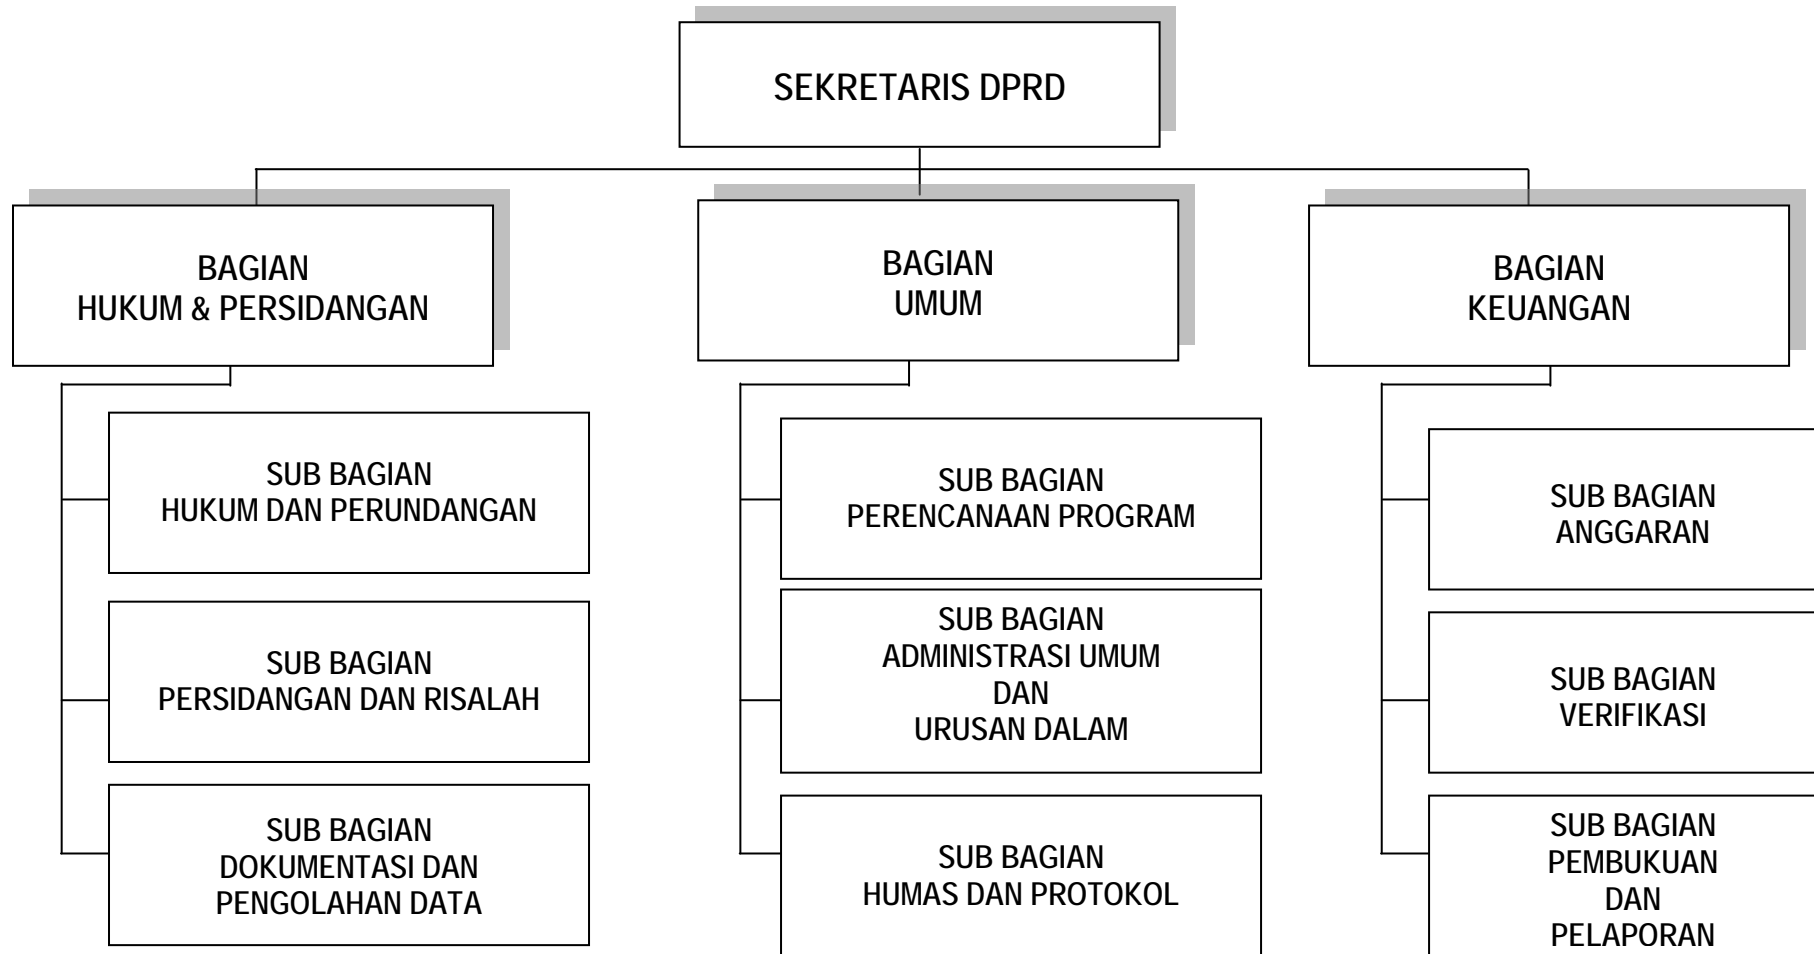 SEKRETARIS DPRD
BAGIAN
HUKUM & PERSIDANGAN
BAGIAN
UMUM
BAGIAN
KEUANGAN
SUB BAGIAN
HUKUM DAN PERUNDANGAN
SUB BAGIAN
PERSIDANGAN DAN RISALAH
SUB BAGIAN
DOKUMENTASI DAN
PENGOLAHAN DATA
SUB BAGIAN
PERENCANAAN PROGRAM
SUB BAGIAN
ADMINISTRASI UMUM
DAN
URUSAN DALAM
SUB BAGIAN
HUMAS DAN PROTOKOL
SUB BAGIAN
ANGGARAN
SUB BAGIAN
VERIFIKASI
SUB BAGIAN
PEMBUKUAN
DAN
PELAPORAN